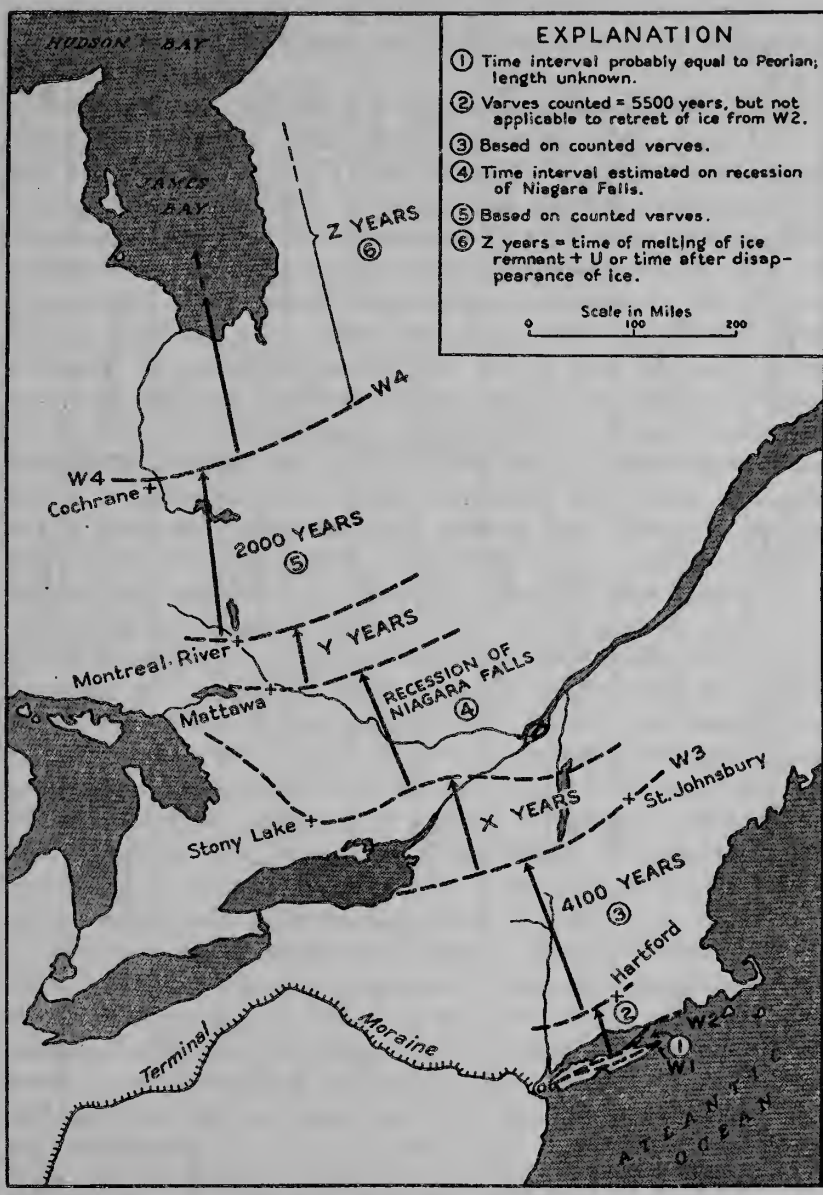 HUDSON BAY
JAMES
BAY
EXPLANATION
① Time interval probably equal to Peorian;
length unknown.
② Varves counted = 5500 years, but not
applicable to retreat of ice from W2.
③ Based on counted varves.
④ Time interval estimated on recession
of Niagara Falls.
⑤ Based on counted varves.
⑥ Z years = time of melting of ice
remnant + U or time after disap-
pearance of ice.
Scale in Miles
0 100 200
Z YEARS
⑥
W4
W4
Cochrane
2000 YEARS
⑤
Montreal River
Y YEARS
Mattawa
RECESSION OF
NIAGARA FALLS
④
W3
St. Johnsbury
Stony Lake
X YEARS
4100 YEARS
③
Hartford
②
W2
①
W1
Terminal
Moraine
ATLANTIC
OCEAN